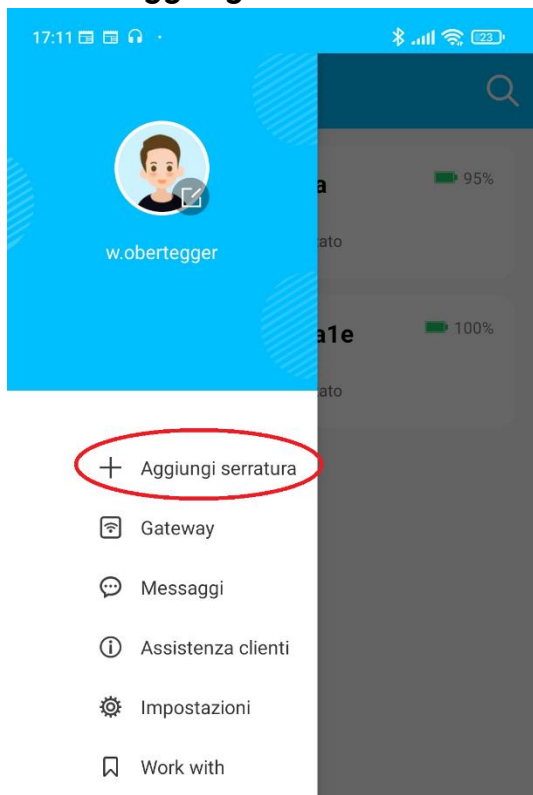 17:11
23
95%
w.obertegger
ato
a1e
100%
ato
Aggiungi serratura
Gateway
Messaggi
Assistenza clienti
Impostazioni
Work with